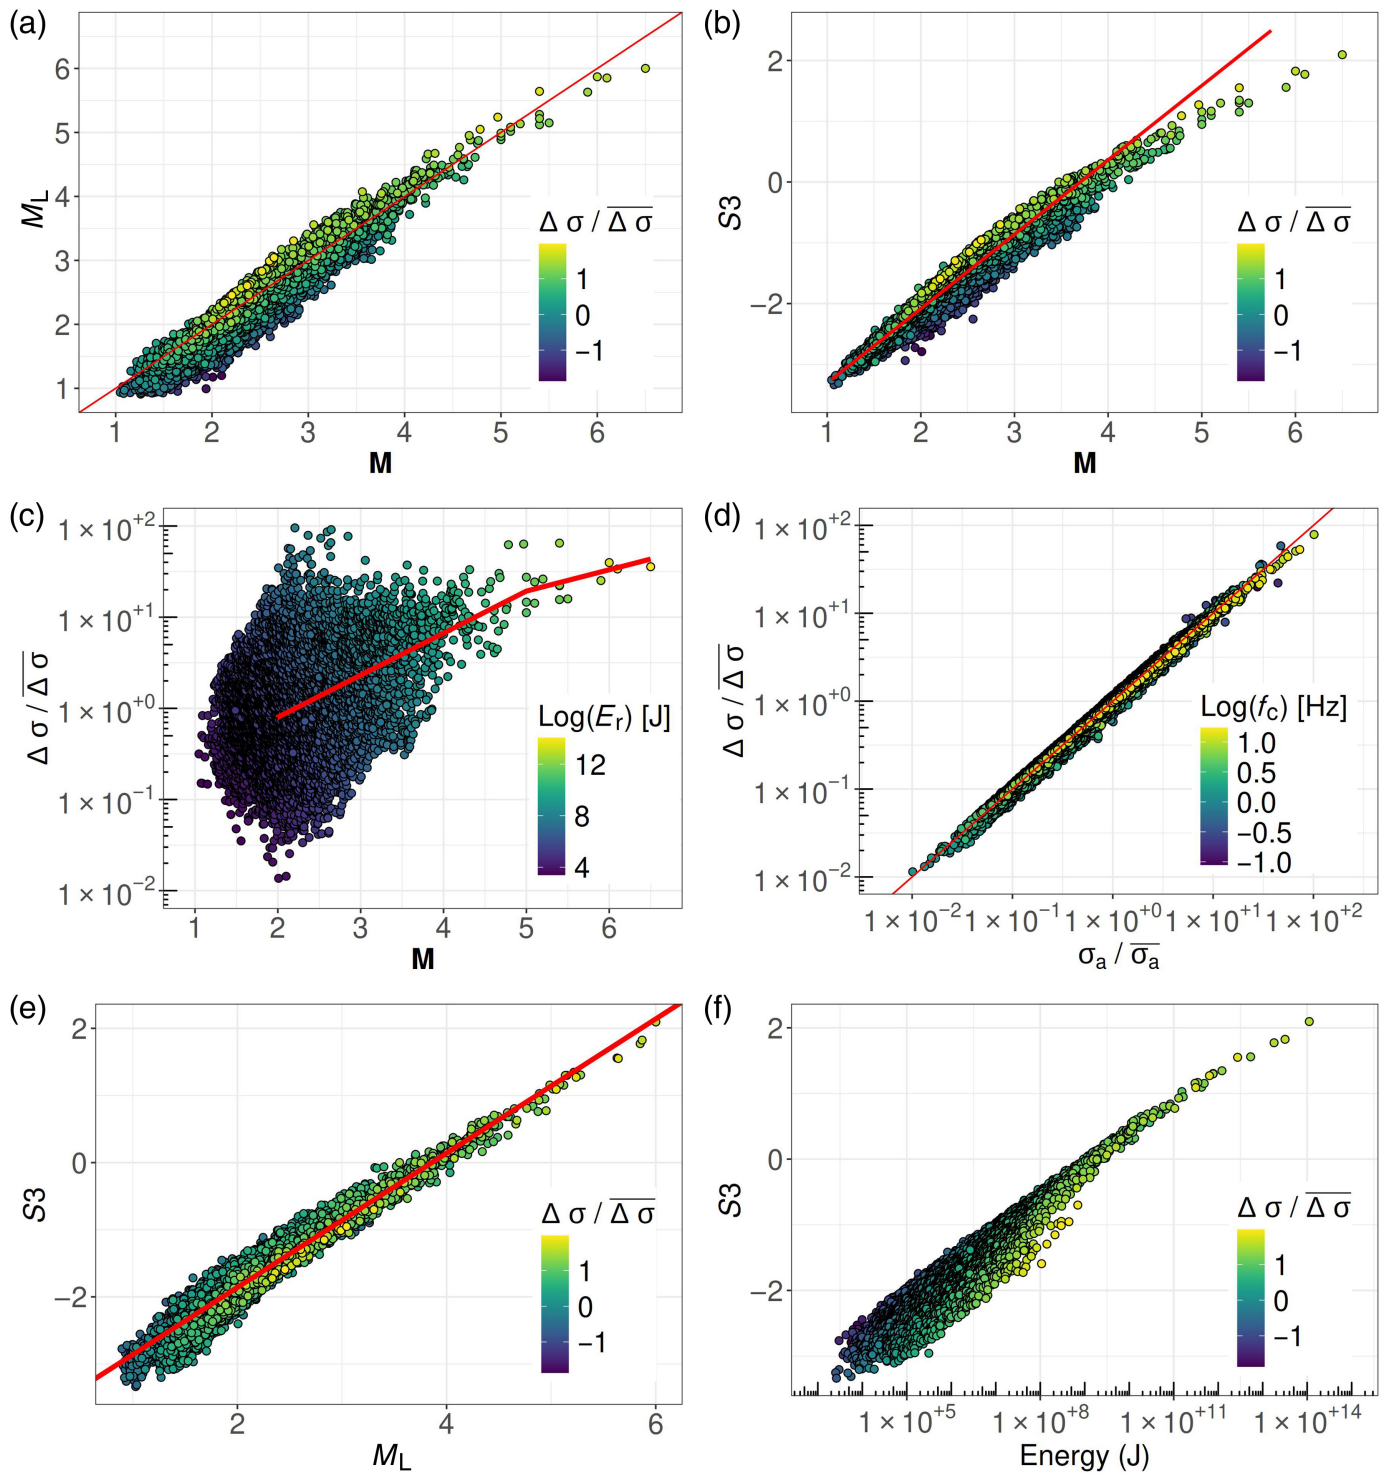 (a)
M_L
6
5
4
3
2
1
1 2 3 4 5 6
M
Δ σ / Δ̅ ̅σ̅
1
0
−1
(b)
S3
2
0
−2
1 2 3 4 5 6
M
Δ σ / Δ̅ ̅σ̅
1
0
−1
(c)
Δ σ / Δ̅ ̅σ̅
1 × 10⁺²
1 × 10⁺¹
1 × 10⁺⁰
1 × 10⁻¹
1 × 10⁻²
1 2 3 4 5 6
M
Log(E_r) [J]
12
8
4
(d)
Δ σ / Δ̅ ̅σ̅
1 × 10⁺²
1 × 10⁺¹
1 × 10⁺⁰
1 × 10⁻¹
1 × 10⁻²
1 × 10⁻² 1 × 10⁻¹ 1 × 10⁺⁰ 1 × 10⁺¹ 1 × 10⁺²
σₐ / σ̅ₐ
Log(f_c) [Hz]
1.0
0.5
0.0
−0.5
−1.0
(e)
S3
2
0
−2
2 4 6
M_L
Δ σ / Δ̅ ̅σ̅
1
0
−1
(f)
S3
2
0
−2
1 × 10⁺⁵ 1 × 10⁺⁸ 1 × 10⁺¹¹ 1 × 10⁺¹⁴
Energy (J)
Δ σ / Δ̅ ̅σ̅
1
0
−1